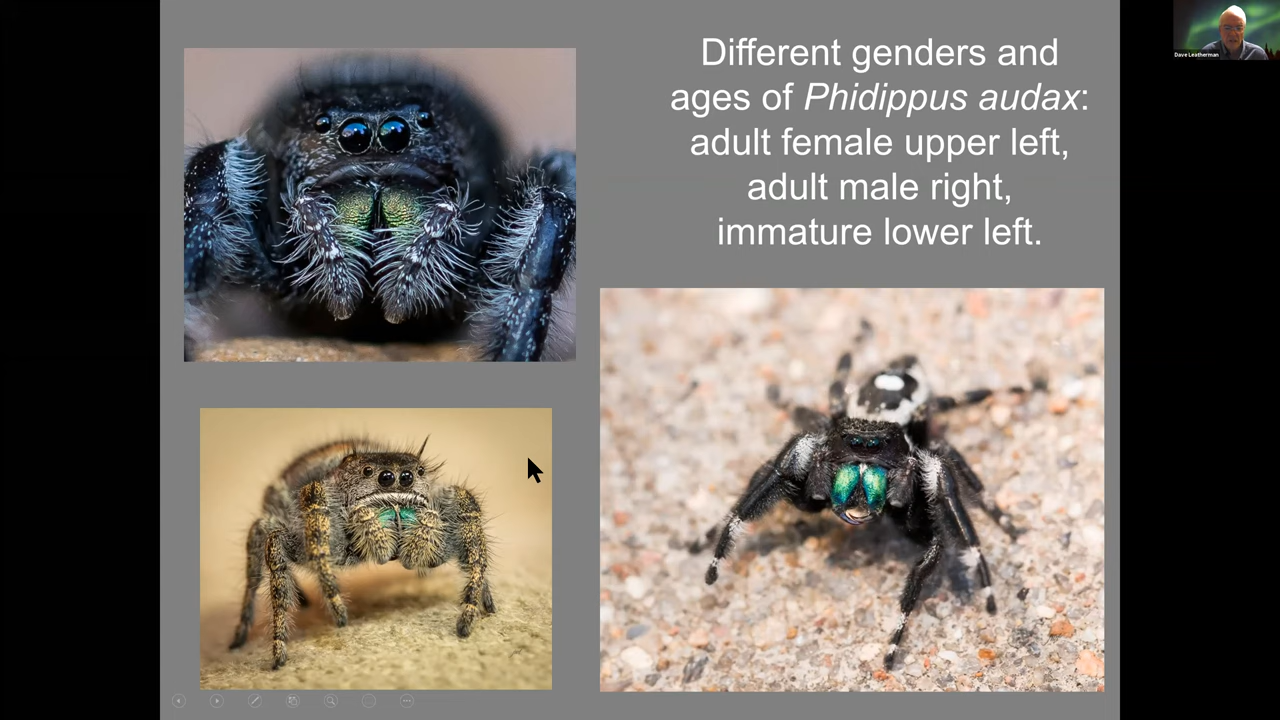 Different genders and
ages of Phidippus audax:
adult female upper left,
adult male right,
immature lower left.
Dave Leatherman